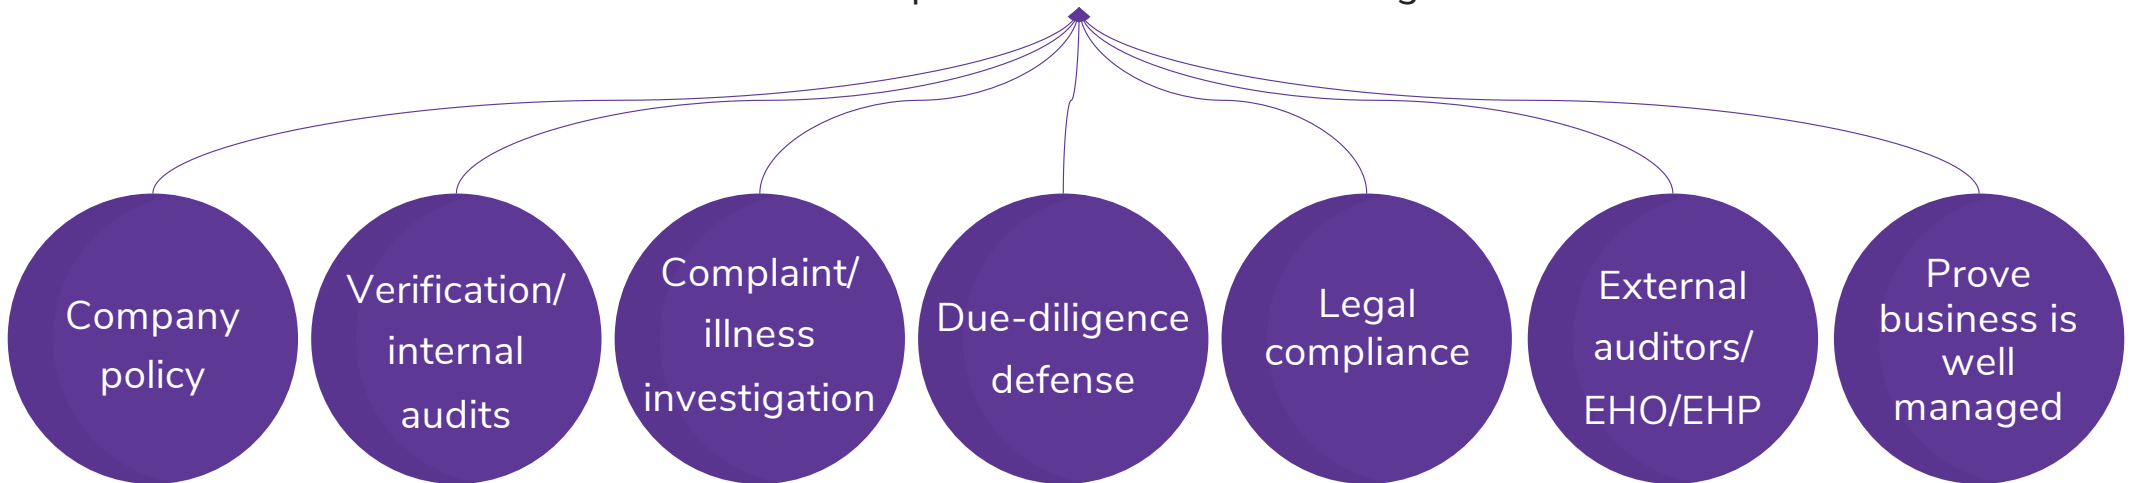 Company
policy
Verification/
internal
audits
Complaint/
illness
investigation
Due-diligence
defense
Legal
compliance
External
auditors/
EHO/EHP
Prove
business is
well
managed